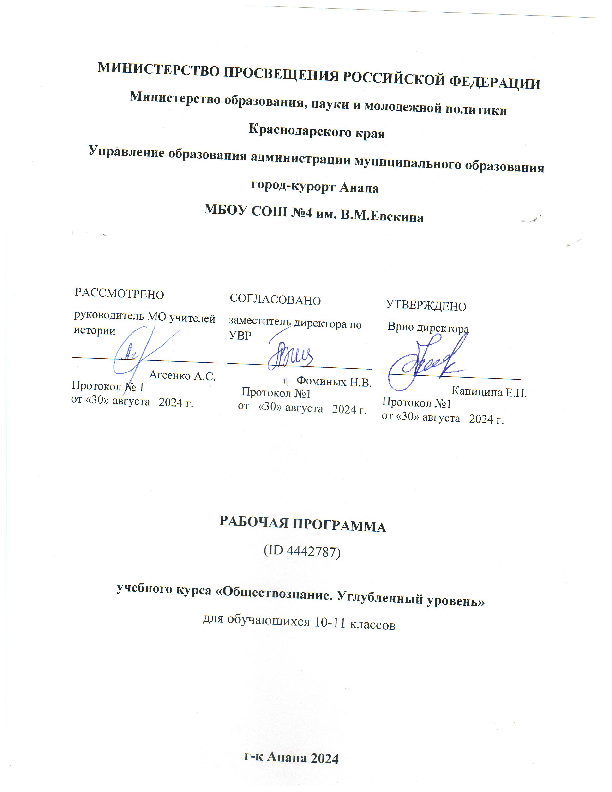 МИНИСТЕРСТВО ПРОСВЕЩЕНИЯ РОССИЙСКОЙ ФЕДЕРАЦИИ
Министерство образования, науки и молодежной политики
Краснодарского края
Управление образования администрации муниципального образования
город-курорт Анапа
МБОУ СОШ №4 им. В.М.Евскина
РАССМОТРЕНО
руководитель МО учителей
истории
Агсенко А.С.
Протокол № 1
от «30» августа 2024 г.
СОГЛАСОВАНО
заместитель директора по
УВР
Фоминых Н.В.
Протокол №1
от «30» августа 2024 г.
УТВЕРЖДЕНО
Врио директора
Е.Н.
Протокол №1
от «30» августа 2024 г.
РАБОЧАЯ ПРОГРАММА
(ID 4442787)
учебного курса «Обществознание. Углубленный уровень»
для обучающихся 10-11 классов
г-к Анапа 2024